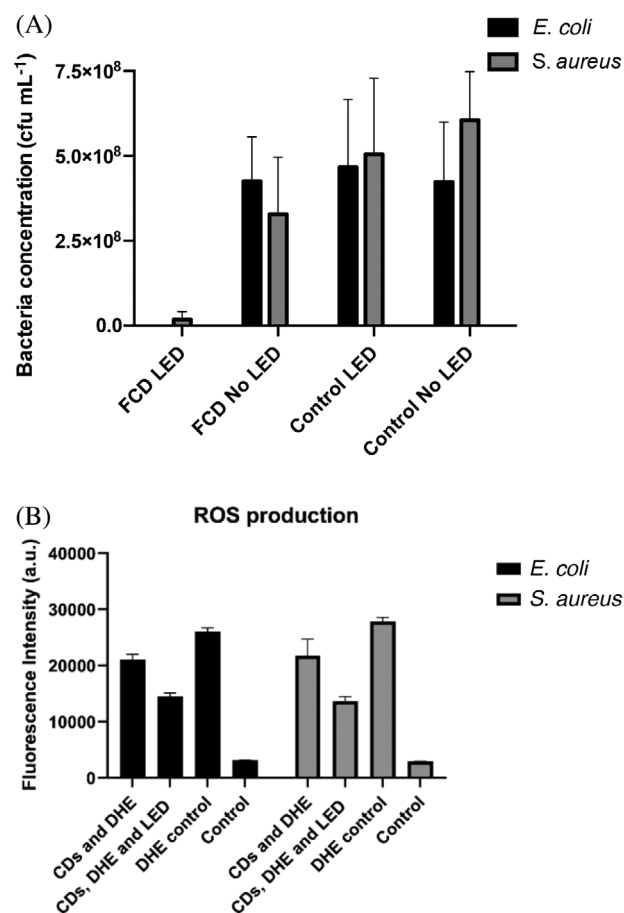 (A)
E. coli
S. aureus
Bacteria concentration (cfu mL⁻¹)
7.5×10⁸
5.0×10⁸
2.5×10⁸
0.0
FCD LED
FCD No LED
Control LED
Control No LED
(B)
ROS production
E. coli
S. aureus
Fluorescence Intensity (a.u.)
40000
30000
20000
10000
0
CDs and DHE
CDs, DHE and LED
DHE control
Control
CDs and DHE
CDs, DHE and LED
DHE control
Control